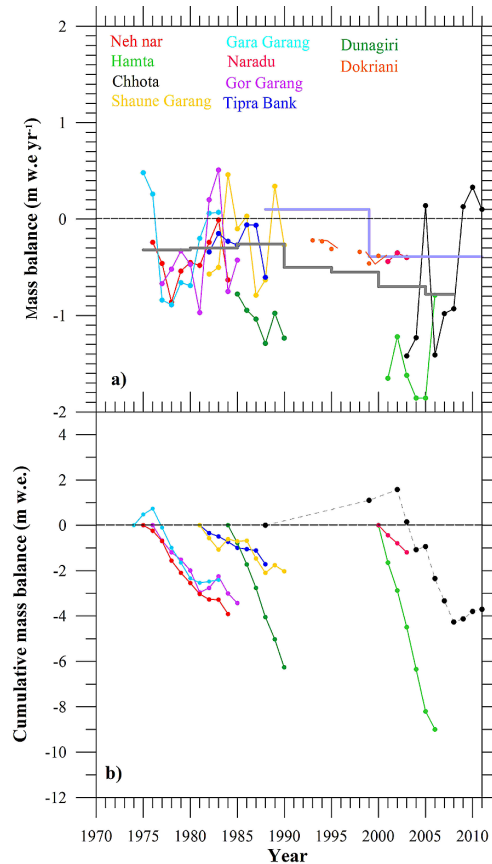 2
Neh nar Gara Garang Dunagiri
Hamta Naradu Dokriani
Chhota Gor Garang
Shaune Garang Tipra Bank
1
0
-1
a)
-2
Mass balance (m w.e yr⁻¹)
4
2
0
-2
-4
-6
-8
-10
b)
-12
Cumulative mass balance (m w.e.)
1970 1975 1980 1985 1990 1995 2000 2005 2010
Year